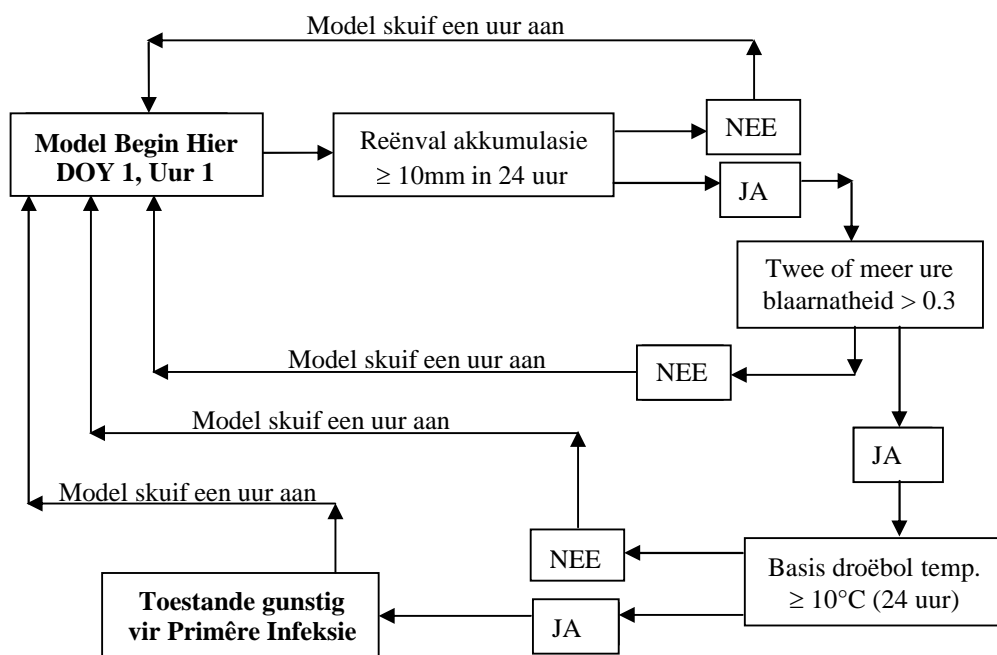 Model skuif een uur aan
Model Begin Hier
DOY 1, Uur 1
Reënval akkumulasie
≥ 10mm in 24 uur
NEE
JA
Twee of meer ure
blaarnatheid > 0.3
Model skuif een uur aan
NEE
Model skuif een uur aan
JA
Model skuif een uur aan
NEE
Basis droëbol temp.
≥ 10°C (24 uur)
Toestande gunstig
vir Primêre Infeksie
JA